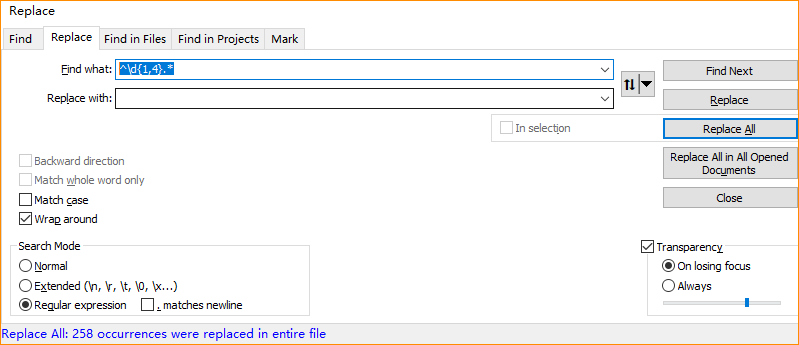 Replace
Find
Replace
Find in Files
Find in Projects
Mark
Find what:
^\d{1,4}.*
Find Next
Replace with:
Replace
In selection
Replace All
Backward direction
Replace All in All Opened
Documents
Match whole word only
Match case
Close
Wrap around
Search Mode
Transparency
Normal
On losing focus
Extended (\n, \r, \t, \0, \x...)
Always
Regular expression
. matches newline
Replace All: 258 occurrences were replaced in entire file